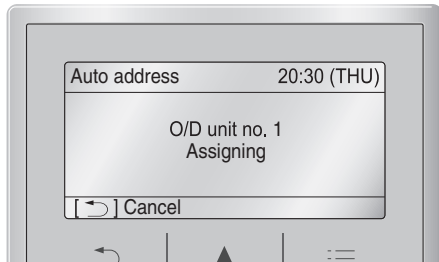 Auto address 20:30 (THU)
O/D unit no. 1
Assigning
[⮌] Cancel